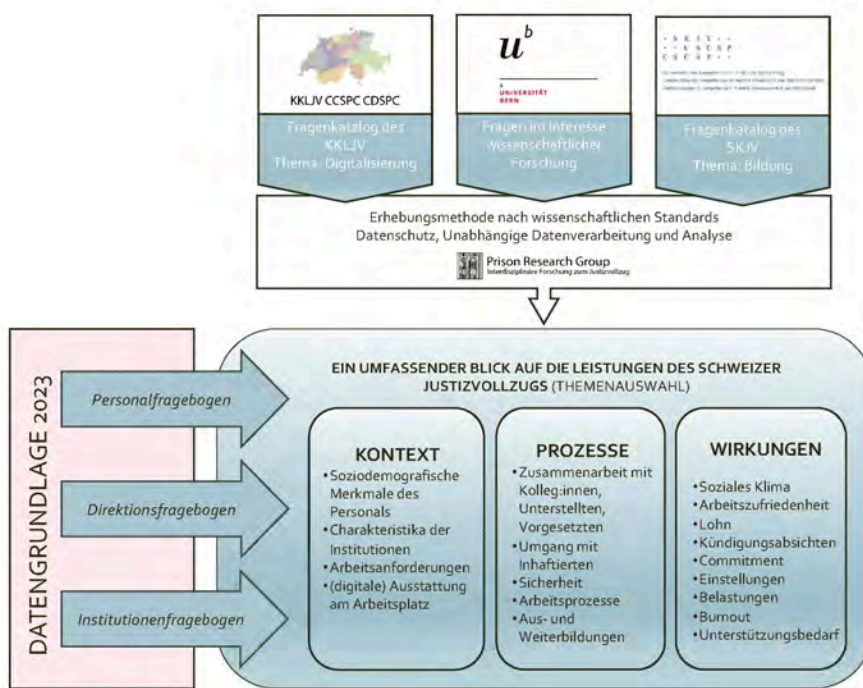 KKLJV CCSPC CDSPC
Fragenkatalog des
KKLJV
Thema: Digitalisierung
u^b
b
UNIVERSITÄT
BERN
Fragen im Interesse
wissenschaftlicher
Forschung
• • S K J V • •
C S C S P • •
Fragenkatalog des
SKJV
Thema: Bildung
Erhebungsmethode nach wissenschaftlichen Standards
Datenschutz, Unabhängige Datenverarbeitung und Analyse
Prison Research Group
Interdisziplinäre Forschung zum Justizvollzug
DATENGRUNDLAGE 2023
Personalfragebogen
Direktionsfragebogen
Institutionenfragebogen
EIN UMFASSENDER BLICK AUF DIE LEISTUNGEN DES SCHWEIZER
JUSTIZVOLLZUGS (THEMENAUSWAHL)
KONTEXT
•Soziodemografische
Merkmale des
Personals
•Charakteristika der
Institutionen
•Arbeitsanforderungen
•(digitale) Ausstattung
am Arbeitsplatz
PROZESSE
•Zusammenarbeit mit
Kolleg:innen,
Unterstellten,
Vorgesetzten
•Umgang mit
Inhaftierten
•Sicherheit
•Arbeitsprozesse
•Aus- und
Weiterbildungen
WIRKUNGEN
•Soziales Klima
•Arbeitszufriedenheit
•Lohn
•Kündigungsabsichten
•Commitment
•Einstellungen
•Belastungen
•Burnout
•Unterstützungsbedarf